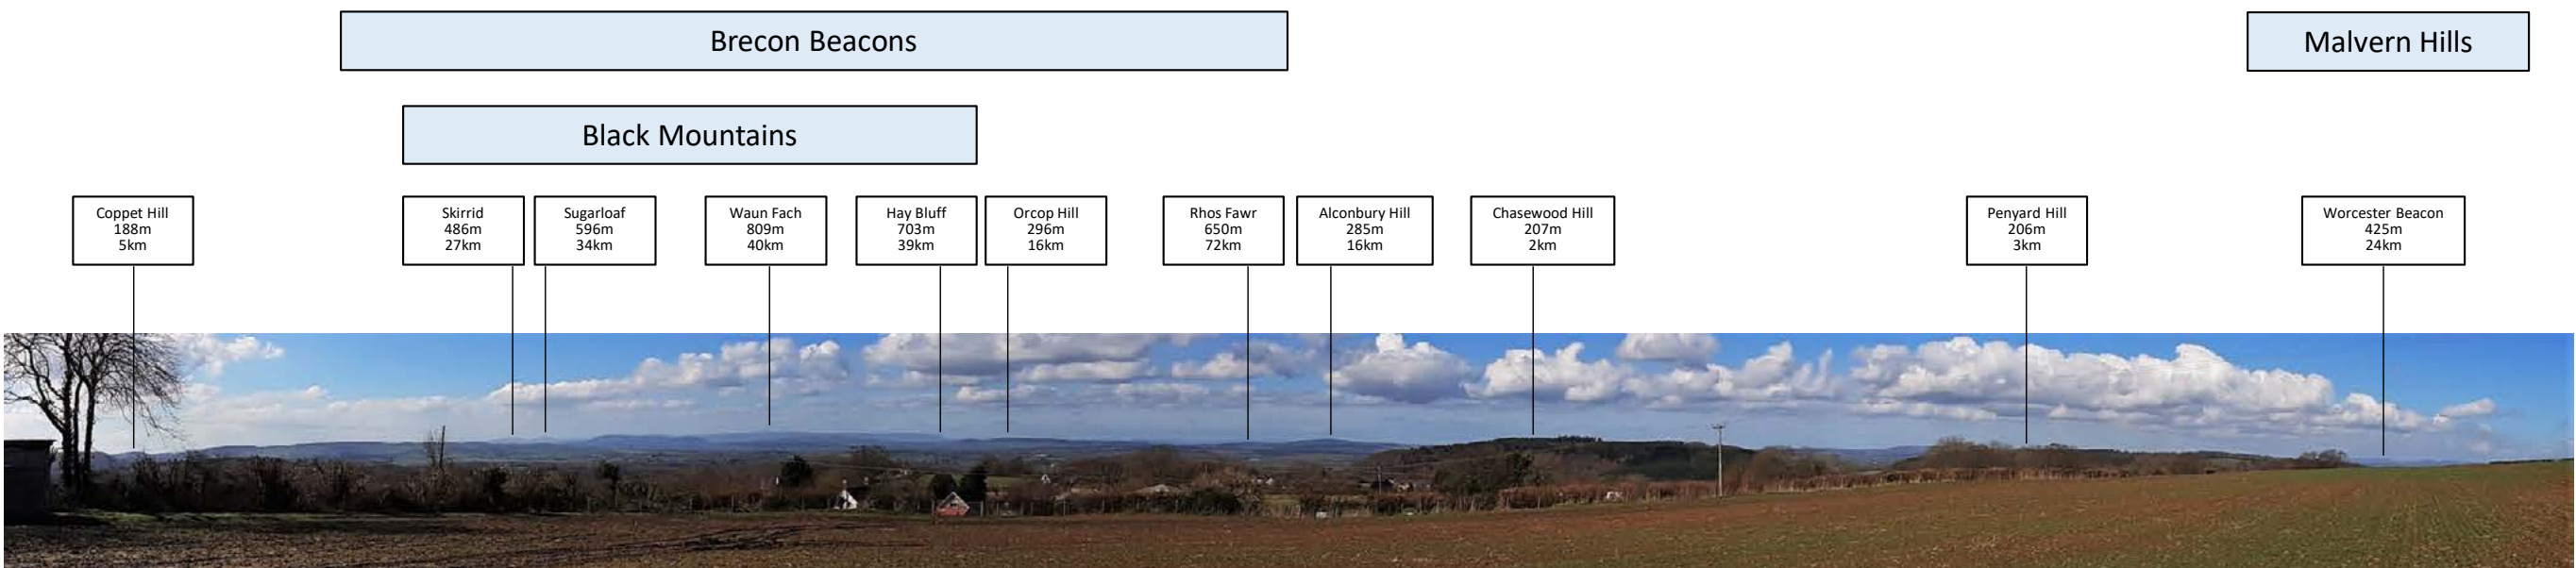 Brecon Beacons
Malvern Hills
Black Mountains
Coppet Hill
188m
5km
Skirrid
486m
27km
Sugarloaf
596m
34km
Waun Fach
809m
40km
Hay Bluff
703m
39km
Orcop Hill
296m
16km
Rhos Fawr
650m
72km
Alconbury Hill
285m
16km
Chasewood Hill
207m
2km
Penyard Hill
206m
3km
Worcester Beacon
425m
24km